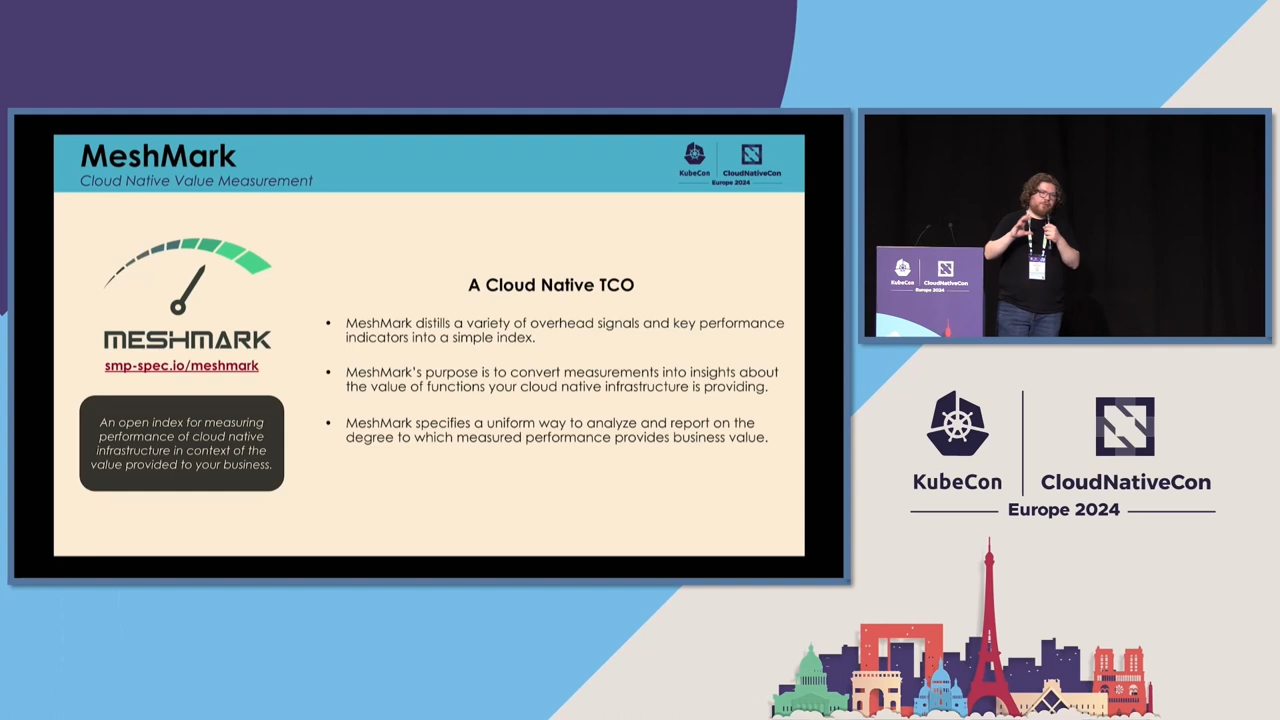 MeshMark
Cloud Native Value Measurement
KubeCon
CloudNativeCon
Europe 2024
MESHMARK
smp-spec.io/meshmark
An open index for measuring
performance of cloud native
infrastructure in context of the
value provided to your business.
A Cloud Native TCO
• MeshMark distills a variety of overhead signals and key performance
indicators into a simple index.
• MeshMark's purpose is to convert measurements into insights about
the value of functions your cloud native infrastructure is providing.
• MeshMark specifies a uniform way to analyze and report on the
degree to which measured performance provides business value.
KubeCon
CloudNativeCon
Europe 2024
KubeCon
CloudNativeCon
Europe 2024